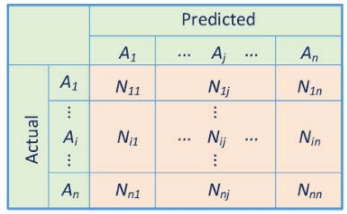 Predicted
A₁ ... Aⱼ ... Aₙ
Actual
A₁ N₁₁ N₁ⱼ N₁ₙ
⋮ ⋮
Aᵢ Nᵢ₁ ... Nᵢⱼ ... Nᵢₙ
⋮ ⋮
Aₙ Nₙ₁ Nₙⱼ Nₙₙ